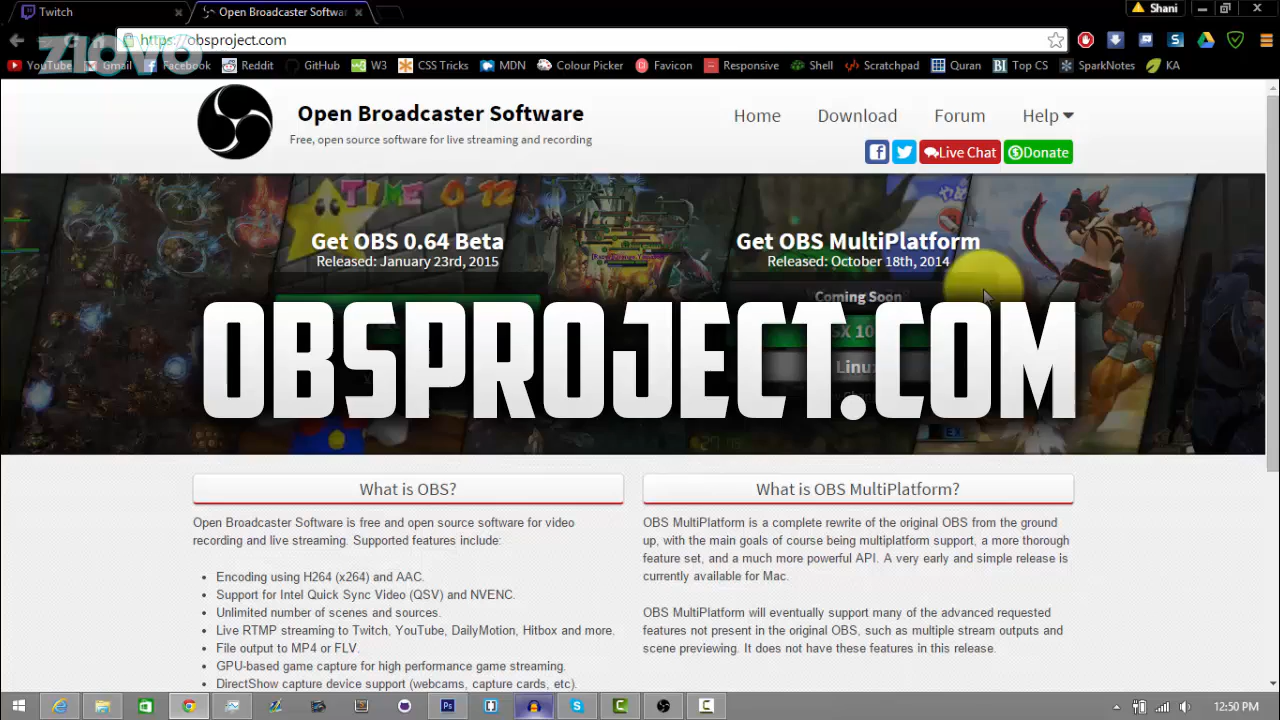 Twitch
Open Broadcaster Softwar
Shani
https://obsproject.com
ZIOVO
YouTube Gmail Facebook Reddit GitHub W3 CSS Tricks MDN Colour Picker Favicon Responsive Shell Scratchpad Quran Top CS SparkNotes KA
Open Broadcaster Software
Free, open source software for live streaming and recording
Home Download Forum Help
Live Chat Donate
TIME 0 12
Get OBS 0.64 Beta
Released: January 23rd, 2015
Get OBS MultiPlatform
Released: October 18th, 2014
Coming Soon
OBSPROJECT.COM
Linux
What is OBS?
Open Broadcaster Software is free and open source software for video
recording and live streaming. Supported features include:
Encoding using H264 (x264) and AAC.
Support for Intel Quick Sync Video (QSV) and NVENC.
Unlimited number of scenes and sources.
Live RTMP streaming to Twitch, YouTube, DailyMotion, Hitbox and more.
File output to MP4 or FLV.
GPU-based game capture for high performance game streaming.
DirectShow capture device support (webcams, capture cards, etc).
What is OBS MultiPlatform?
OBS MultiPlatform is a complete rewrite of the original OBS from the ground
up, with the main goals of course being multiplatform support, a more thorough
feature set, and a much more powerful API. A very early and simple release is
currently available for Mac.
OBS MultiPlatform will eventually support many of the advanced requested
features not present in the original OBS, such as multiple stream outputs and
scene previewing. It does not have these features in this release.
12:50 PM